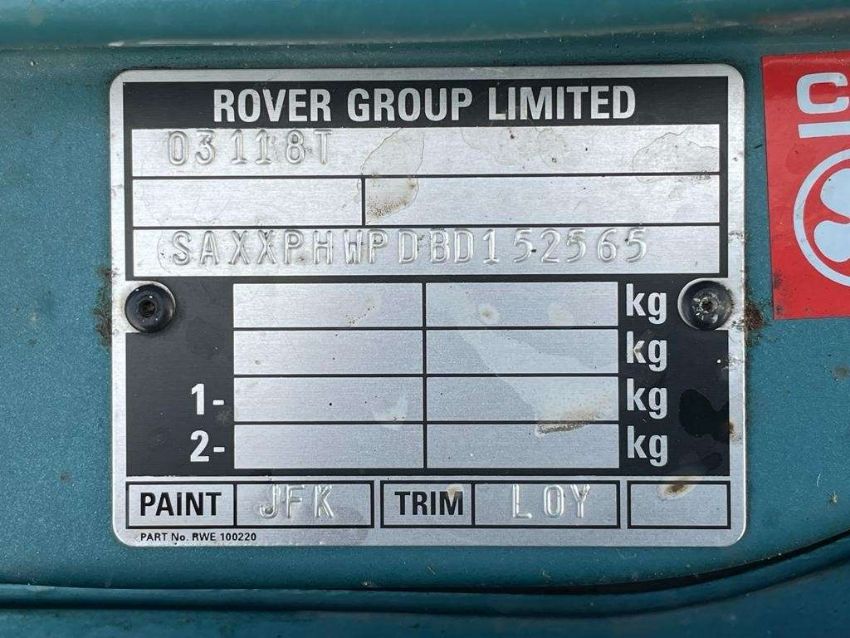 ROVER GROUP LIMITED
03118T
SAXXPHWPDBD152565
kg
kg
1- kg
2- kg
PAINT JFK TRIM LOY
PART No. RWE 100220
IC